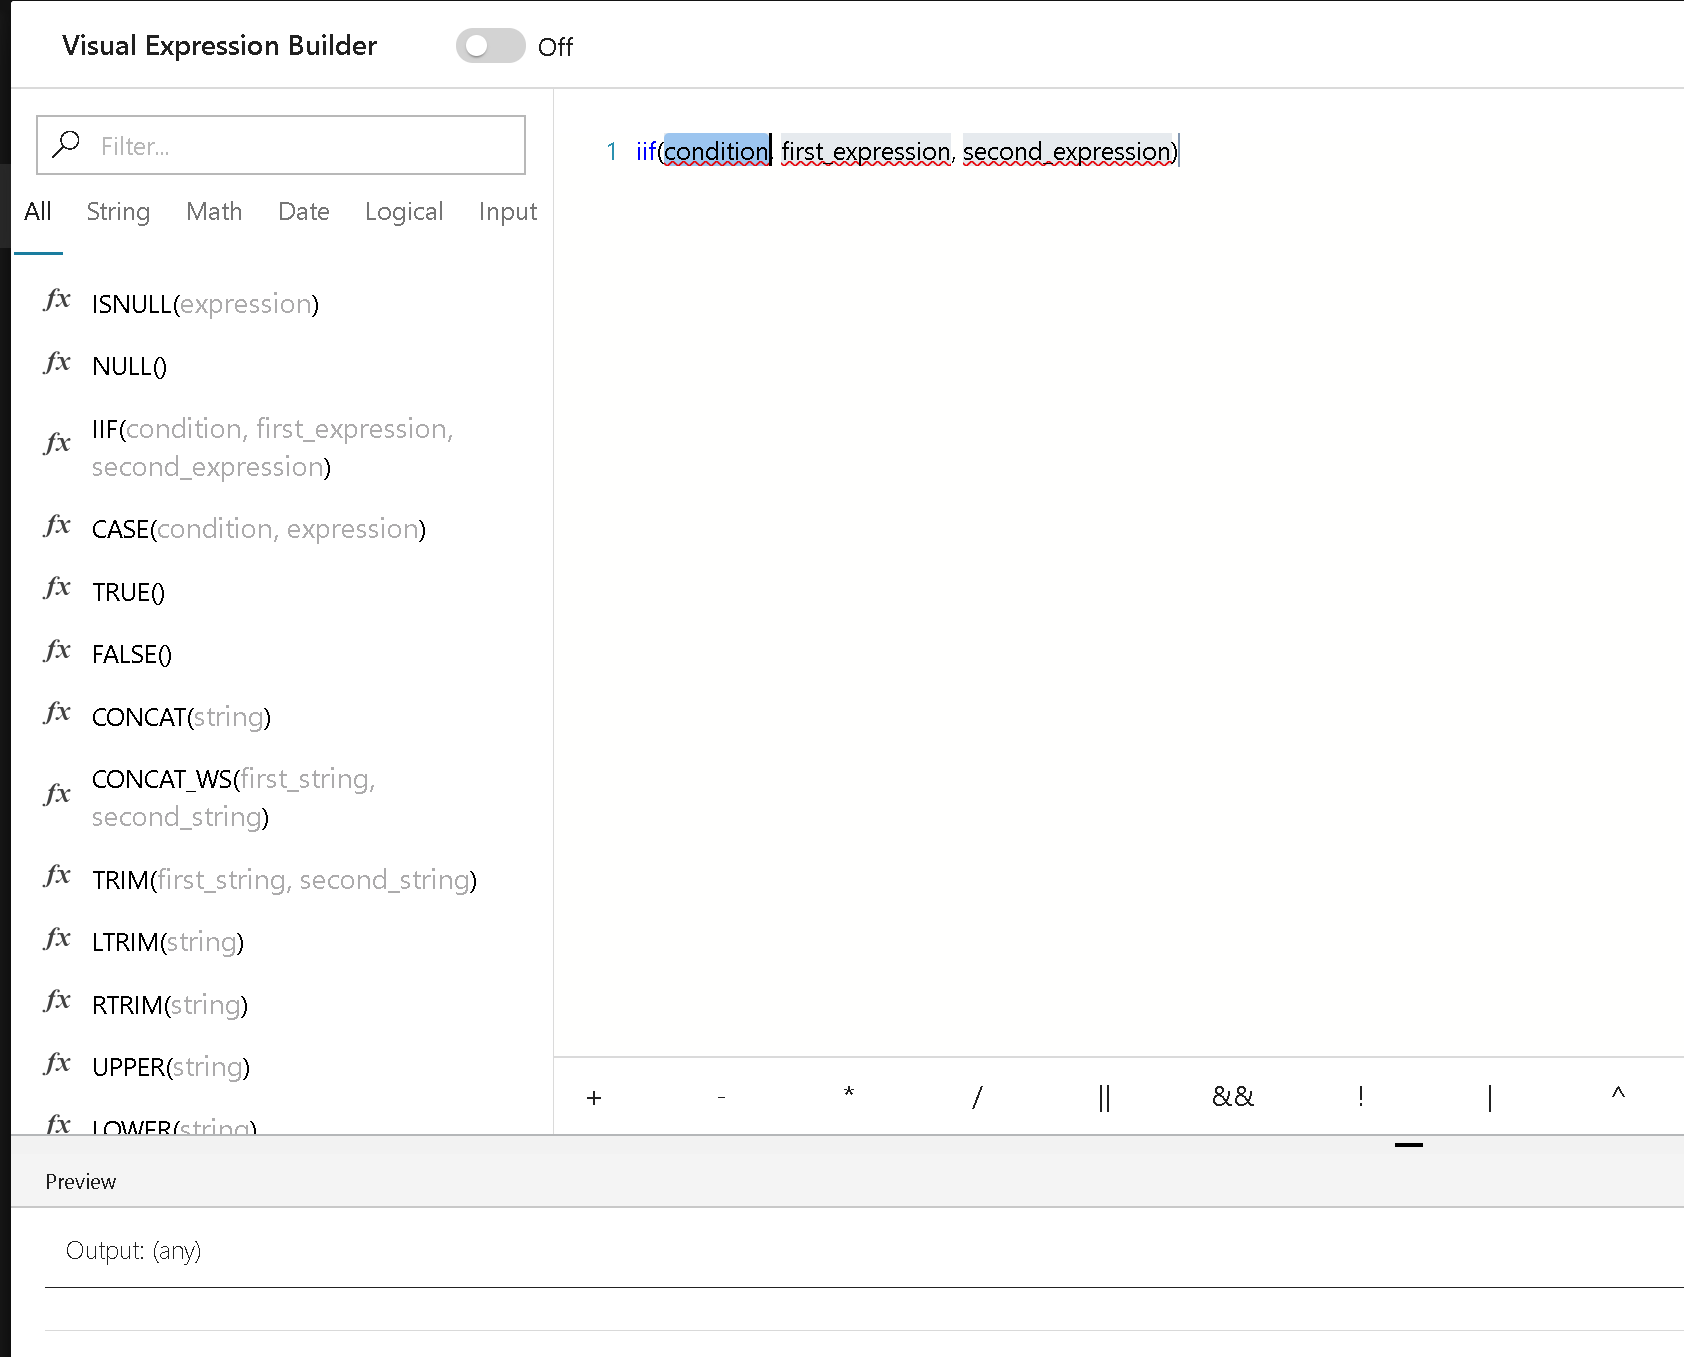 Visual Expression Builder Off
Filter...
All String Math Date Logical Input
fx ISNULL(expression)
fx NULL()
fx IIF(condition, first_expression,
second_expression)
fx CASE(condition, expression)
fx TRUE()
fx FALSE()
fx CONCAT(string)
fx CONCAT_WS(first_string,
second_string)
fx TRIM(first_string, second_string)
fx LTRIM(string)
fx RTRIM(string)
fx UPPER(string)
fx LOWER(string)
1 iif(condition, first_expression, second_expression)
+ - * / || && ! | ^
Preview
Output: (any)